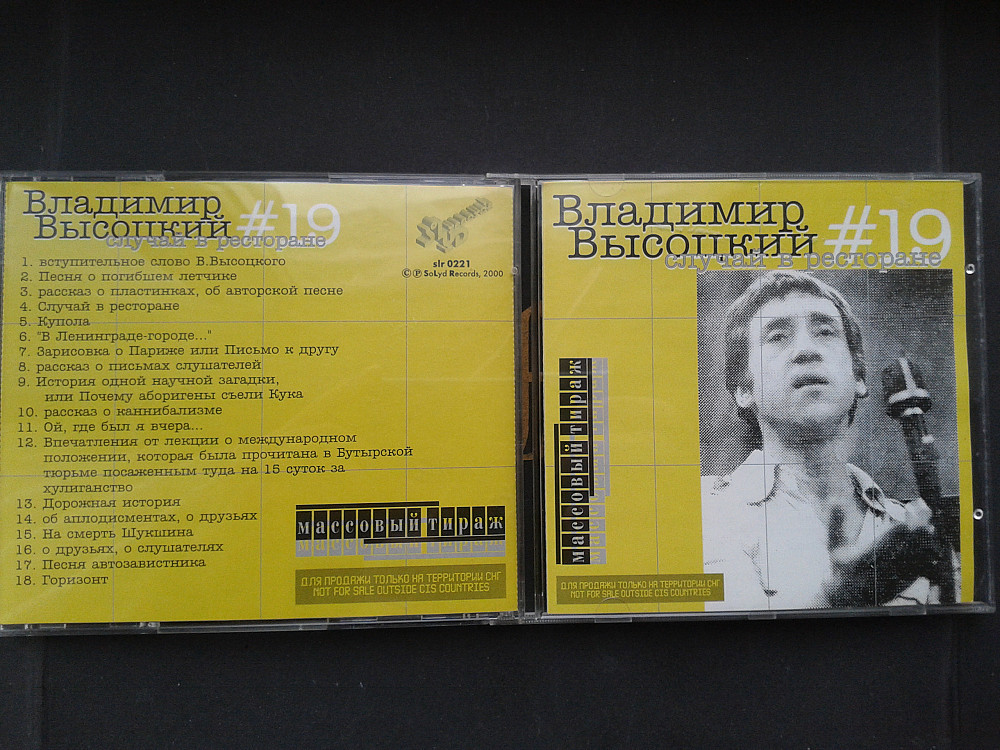 Владимир
Высоцкий #19
случай в ресторане
slr 0221
© ℗ SoLyd Records, 2000
1. вступительное слово В.Высоцкого
2. Песня о погибшем летчике
3. рассказ о пластинках, об авторской песне
4. Случай в ресторане
5. Купола
6. "В Ленинграде-городе..."
7. Зарисовка о Париже или Письмо к другу
8. рассказ о письмах слушателей
9. История одной научной загадки,
или Почему аборигены съели Кука
10. рассказ о каннибализме
11. Ой, где был я вчера...
12. Впечатления от лекции о международном
положении, которая была прочитана в Бутырской
тюрьме посаженным туда на 15 суток за
хулиганство
13. Дорожная история
14. об аплодисментах, о друзьях
15. На смерть Шукшина
16. о друзьях, о слушателях
17. Песня автозавистника
18. Горизонт
массовый тираж
массовый тираж
ДЛЯ ПРОДАЖИ ТОЛЬКО НА ТЕРРИТОРИИ СНГ
NOT FOR SALE OUTSIDE CIS COUNTRIES
Владимир
Высоцкий #19
случай в ресторане
массовый тираж
массовый тираж
ДЛЯ ПРОДАЖИ ТОЛЬКО НА ТЕРРИТОРИИ СНГ
NOT FOR SALE OUTSIDE CIS COUNTRIES